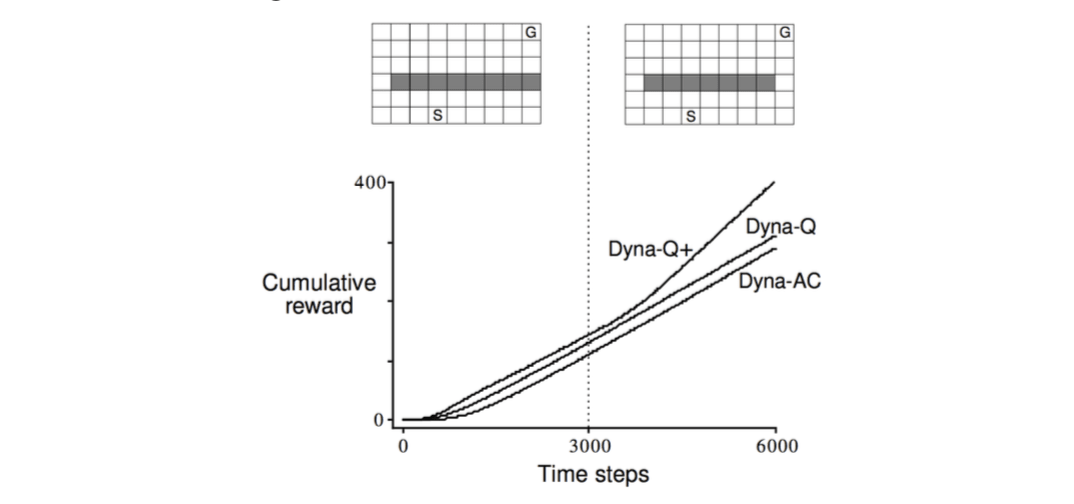 G
G
S
S
400
Dyna-Q
Dyna-Q+
Cumulative
reward
Dyna-AC
0
0
3000
6000
Time steps